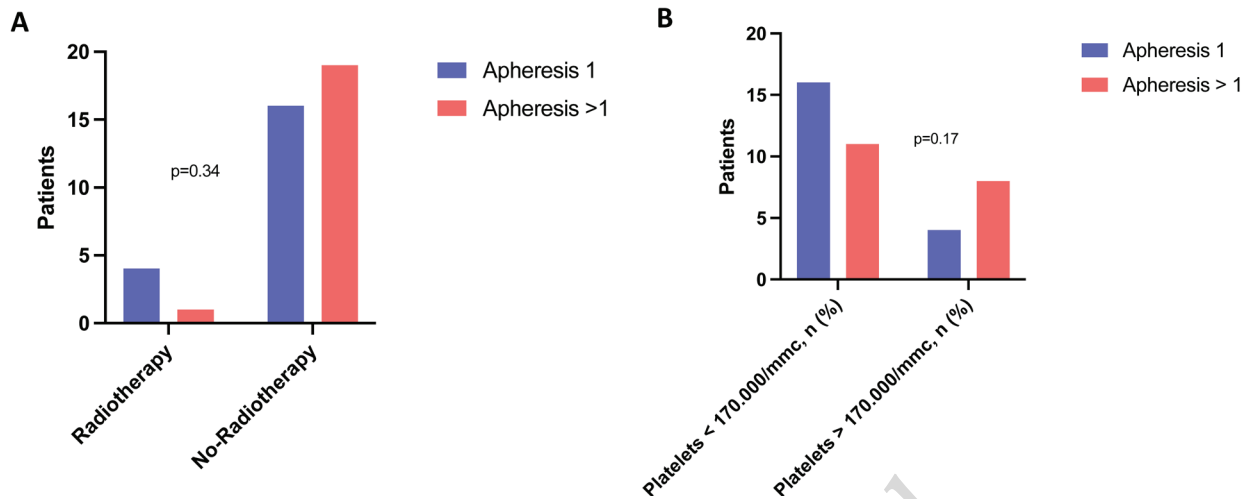 A
20
15
10
5
0
Patients
p=0.34
Radiotherapy
No-Radiotherapy
Apheresis 1
Apheresis >1
B
20
15
10
5
0
Patients
p=0.17
Platelets < 170.000/mmc, n (%)
Platelets > 170.000/mmc, n (%)
Apheresis 1
Apheresis > 1